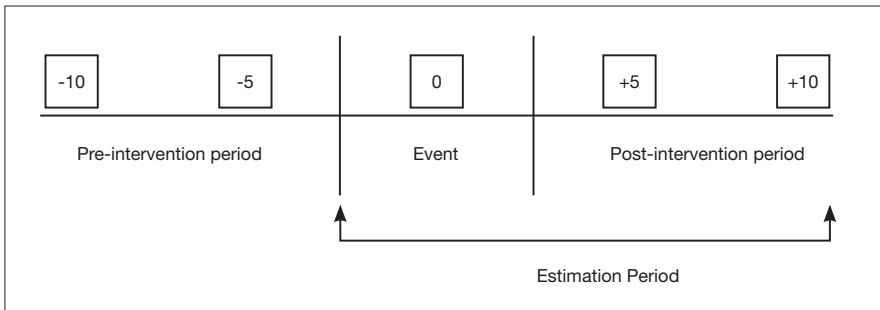 -10 -5 0 +5 +10
Pre-intervention period Event Post-intervention period
Estimation Period